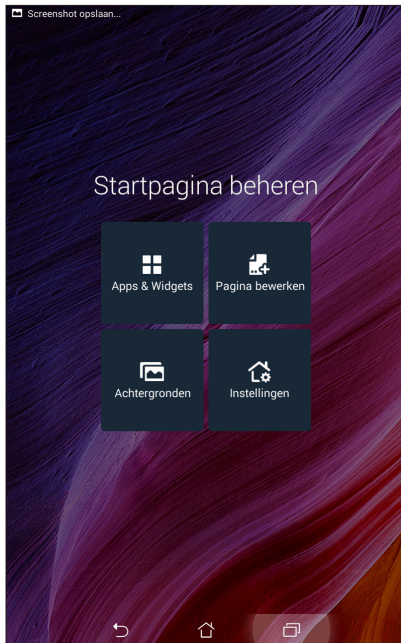 Screenshot opslaan...
Startpagina beheren
Apps & Widgets
Pagina bewerken
Achtergronden
Instellingen